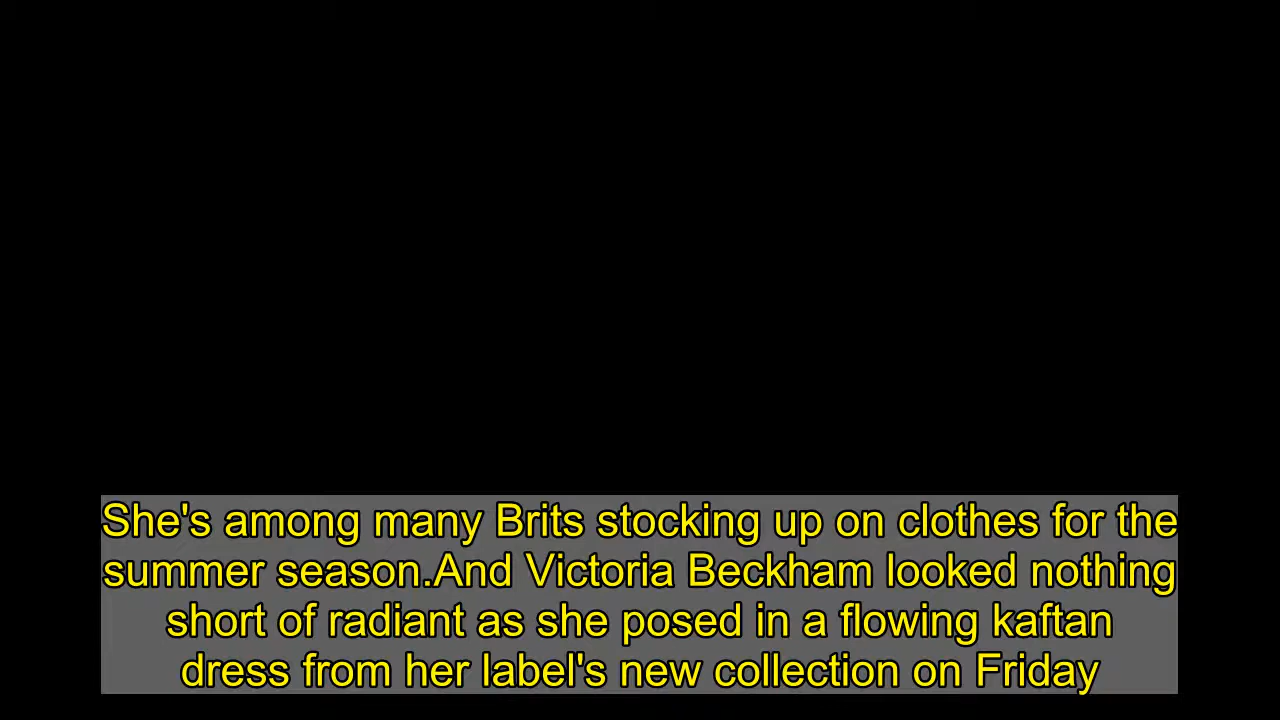 She's among many Brits stocking up on clothes for the
summer season.And Victoria Beckham looked nothing
short of radiant as she posed in a flowing kaftan
dress from her label's new collection on Friday